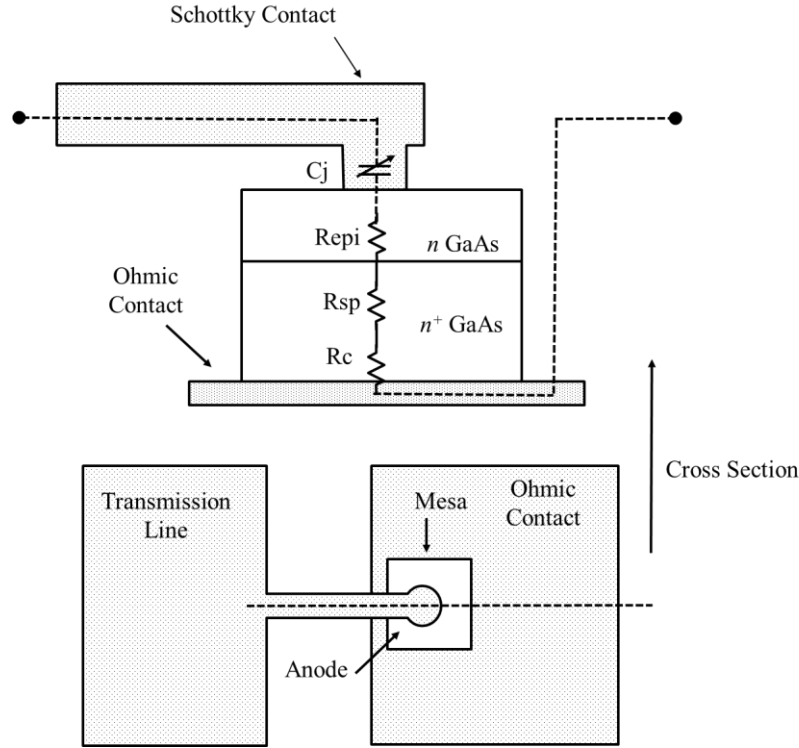 Schottky Contact
Cj
Repi
n GaAs
Ohmic
Contact
Rsp
n⁺ GaAs
Rc
Cross Section
Transmission
Line
Mesa
Ohmic
Contact
Anode